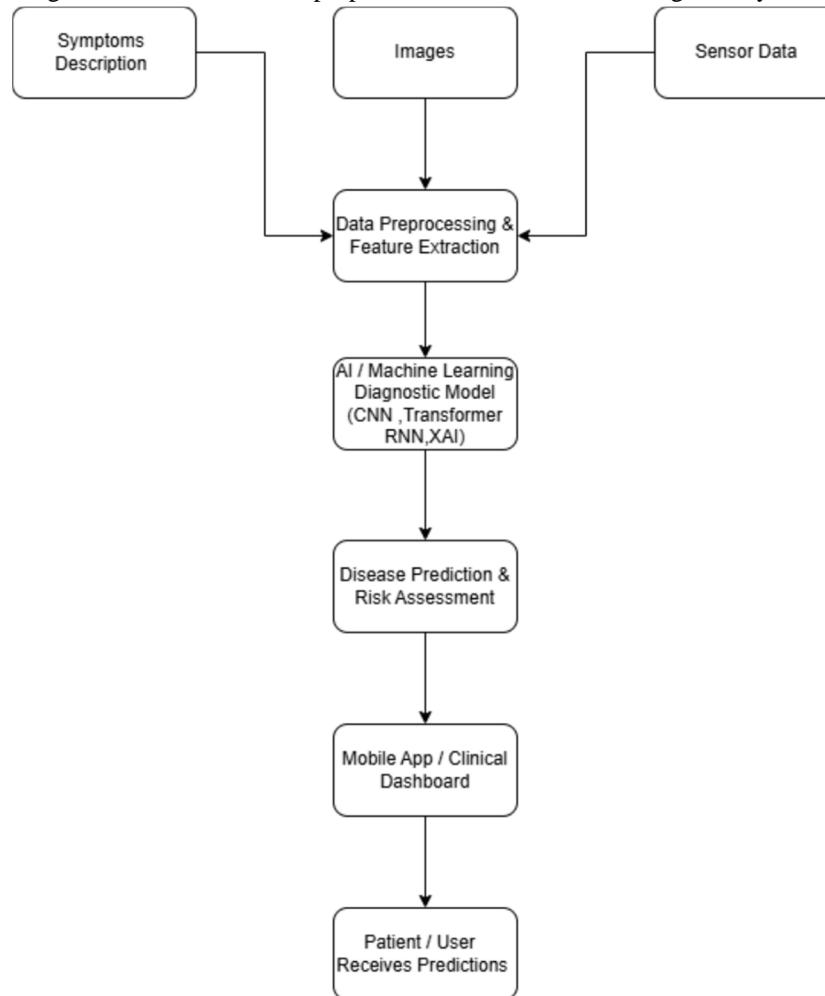 Symptoms
Description
Images
Sensor Data
Data Preprocessing &
Feature Extraction
AI / Machine Learning
Diagnostic Model
(CNN ,Transformer
RNN,XAI)
Disease Prediction &
Risk Assessment
Mobile App / Clinical
Dashboard
Patient / User
Receives Predictions